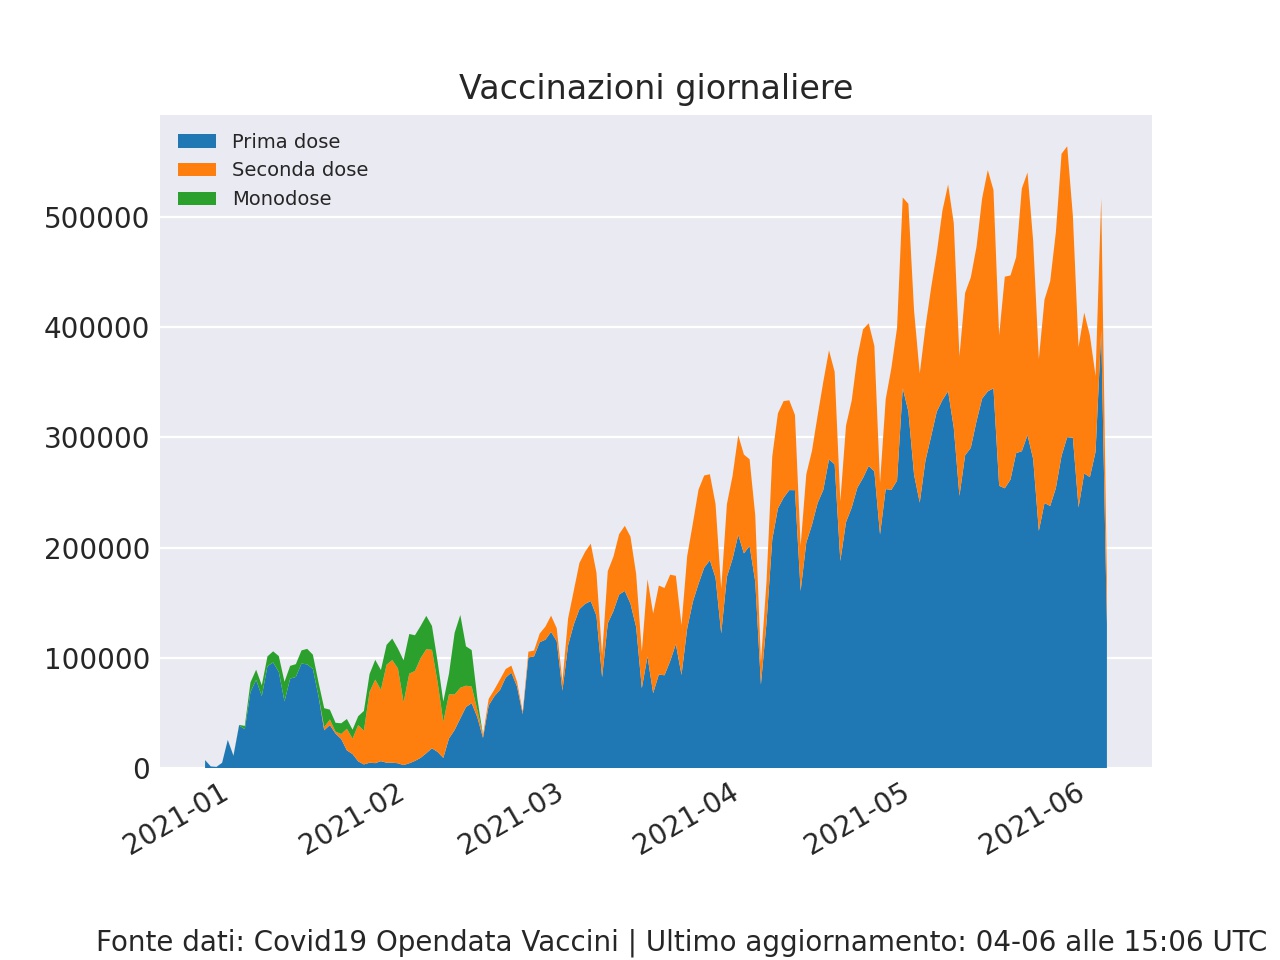 Vaccinazioni giornaliere
Prima dose
Seconda dose
Monodose
500000
400000
300000
200000
100000
0
2021-01
2021-02
2021-03
2021-04
2021-05
2021-06
Fonte dati: Covid19 Opendata Vaccini | Ultimo aggiornamento: 04-06 alle 15:06 UTC